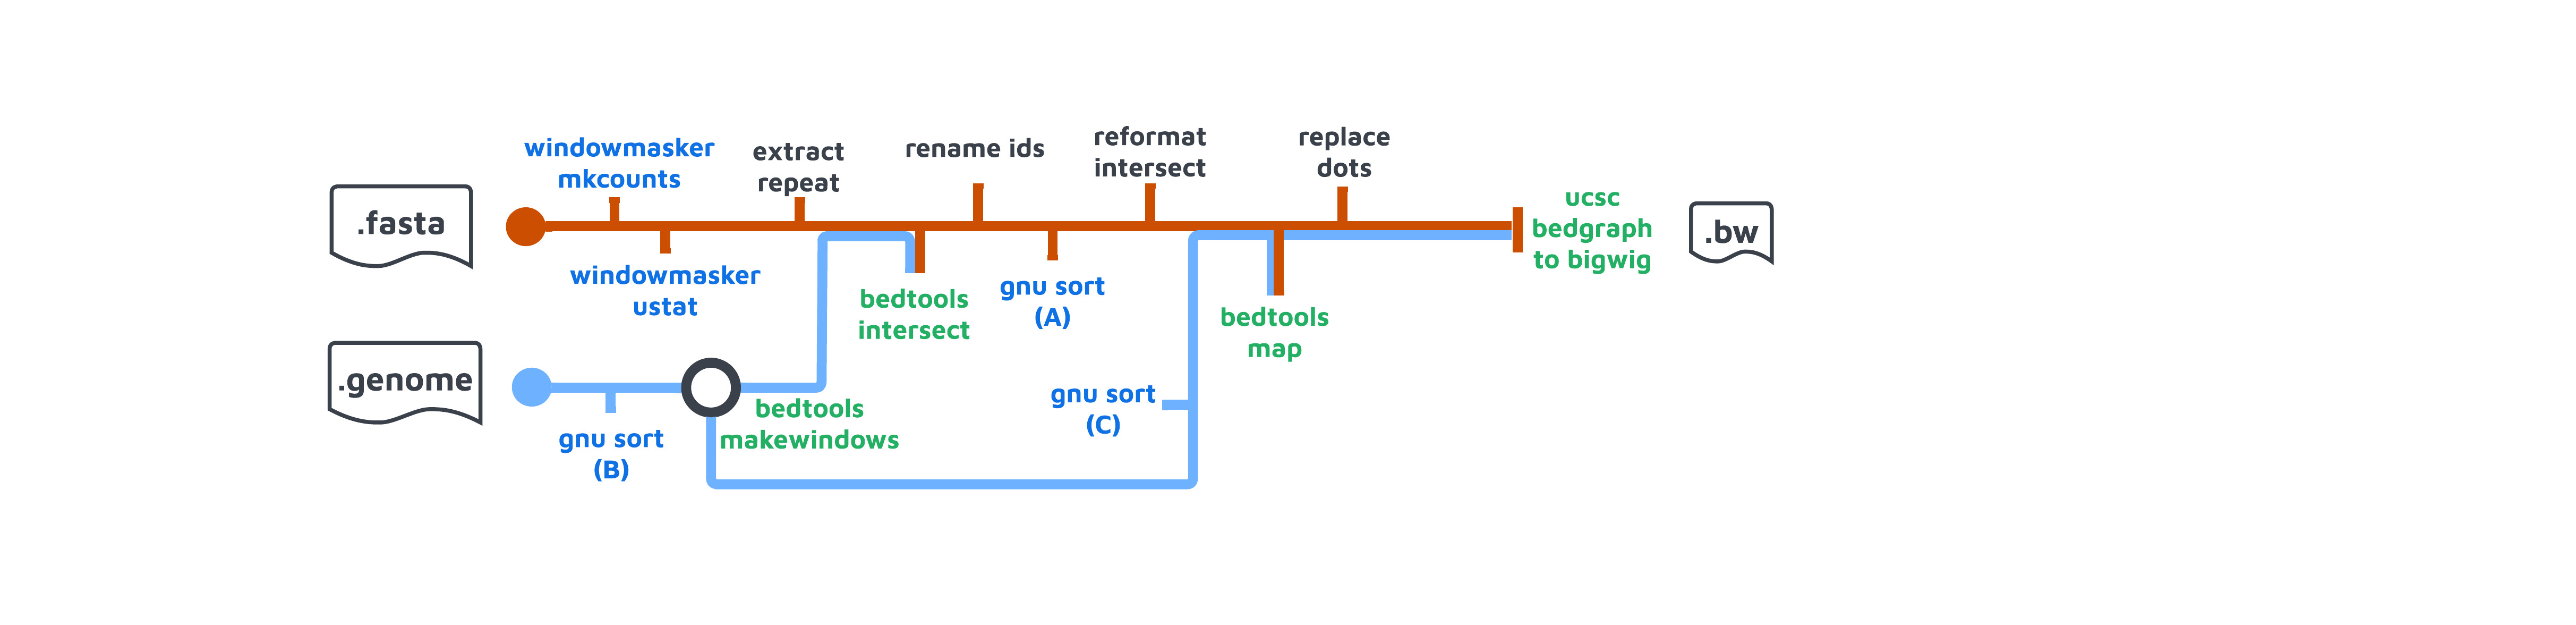 windowmasker
mkcounts
extract
repeat
rename ids
reformat
intersect
replace
dots
.fasta
ucsc
bedgraph
to bigwig
.bw
windowmasker
ustat
bedtools
intersect
gnu sort
(A)
bedtools
map
.genome
bedtools
makewindows
gnu sort
(B)
gnu sort
(C)